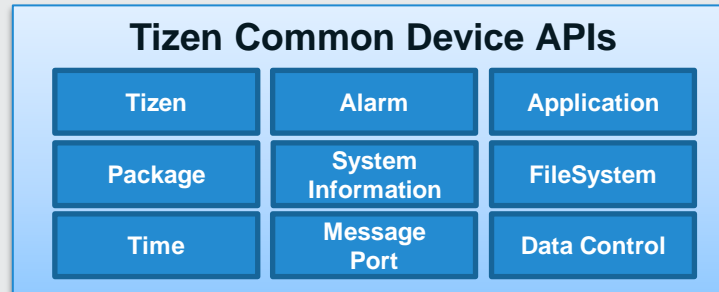 Tizen Common Device APIs
Tizen
Alarm
Application
Package
System
Information
FileSystem
Time
Message
Port
Data Control